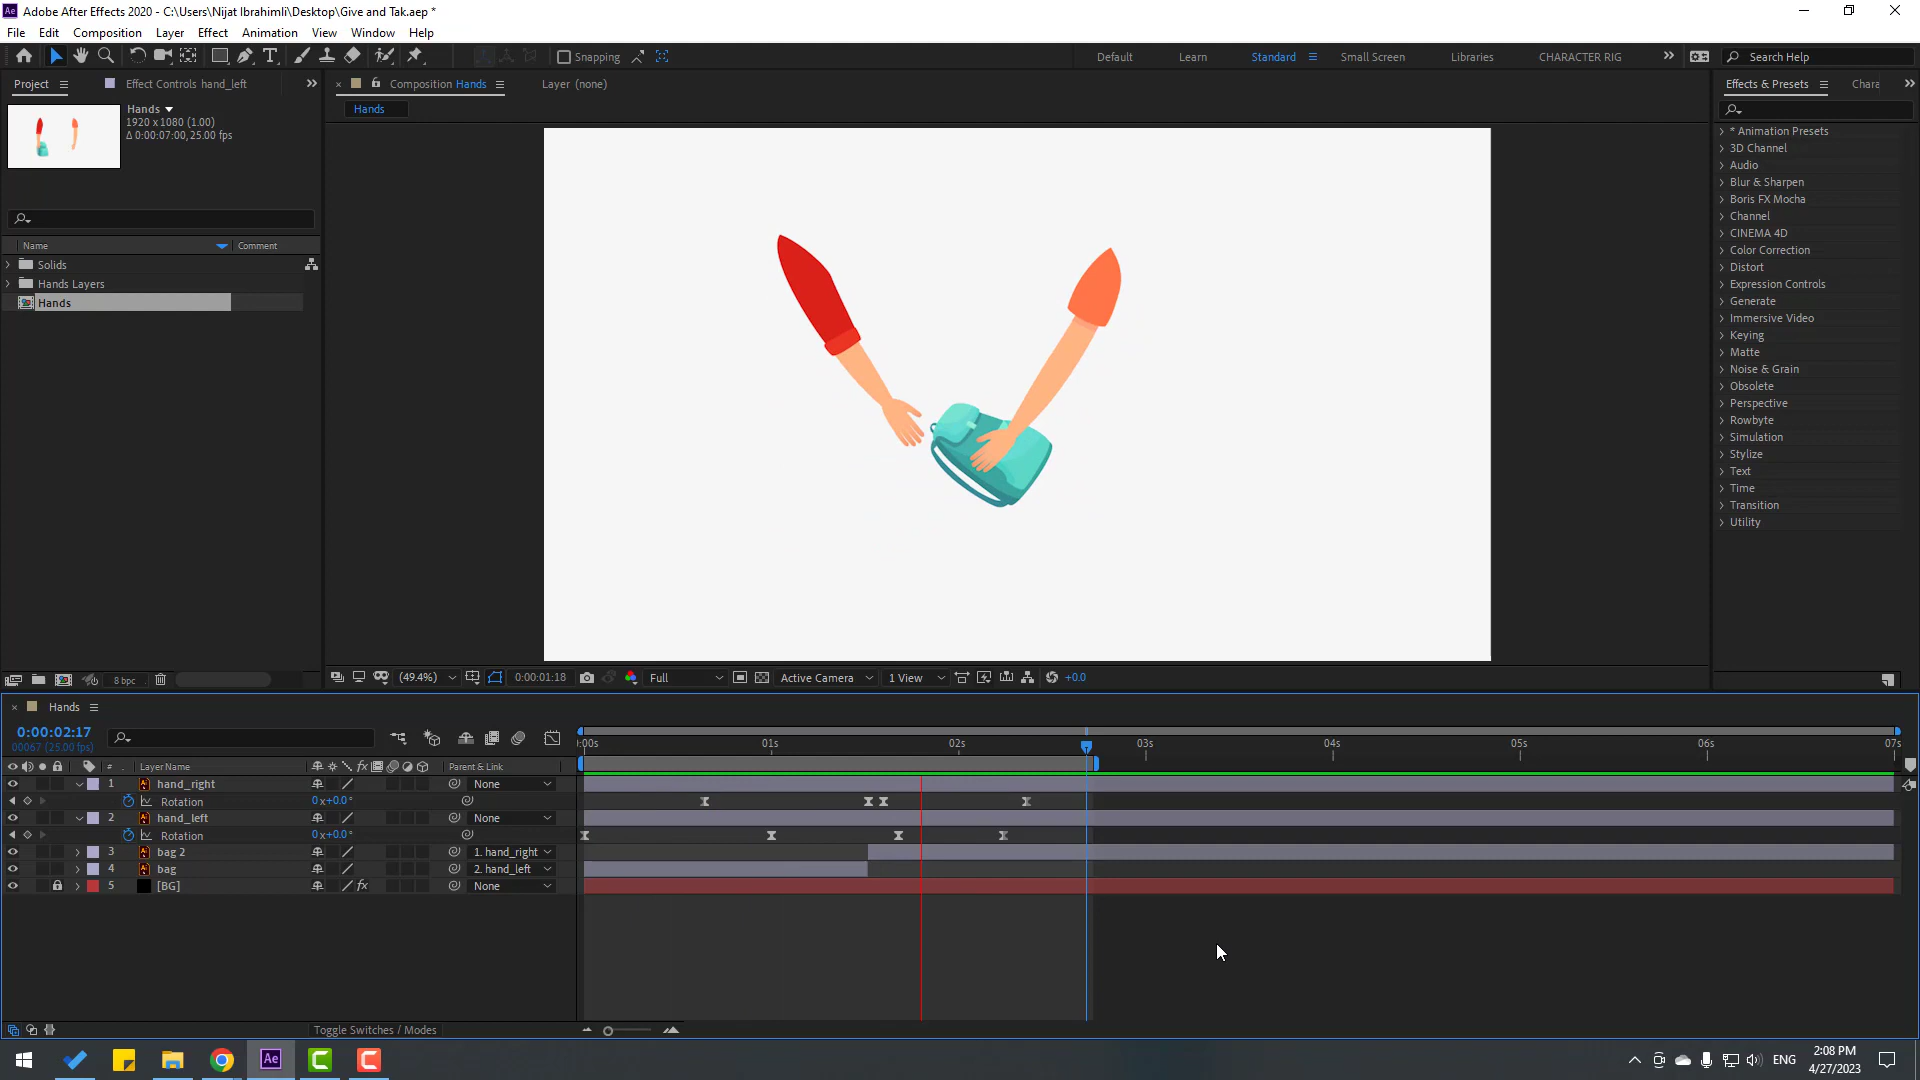 Adobe After Effects 2020 - C:\Users\Nijat Ibrahimli\Desktop\Give and Tak.aep *
File Edit Composition Layer Effect Animation View Window Help
Snapping
Default Learn Standard Small Screen Libraries CHARACTER RIG Search Help
Project Effect Controls hand_left
Composition Hands Layer (none)
Effects & Presets Chara
Hands
1920 x 1080 (1.00)
Δ 0:00:07:00, 25.00 fps
Hands
Name Comment
Solids
Hands Layers
Hands
* Animation Presets
3D Channel
Audio
Blur & Sharpen
Boris FX Mocha
Channel
CINEMA 4D
Color Correction
Distort
Expression Controls
Generate
Immersive Video
Keying
Matte
Noise & Grain
Obsolete
Perspective
Rowbyte
Simulation
Stylize
Text
Time
Transition
Utility
8 bpc
(49.4%) 0:00:01:18 Full Active Camera 1 View +0.0
Hands
0:00:02:17
00067 (25.00 fps)
:00s 01s 02s 03s 04s 05s 06s 07s
# Layer Name fx Parent & Link
1 hand_right None
Rotation 0x+0.0°
2 hand_left None
Rotation 0x+0.0°
3 bag 2 1. hand_right
4 bag 2. hand_left
5 [BG] fx None
Toggle Switches / Modes
Ae
ENG
2:08 PM
4/27/2023